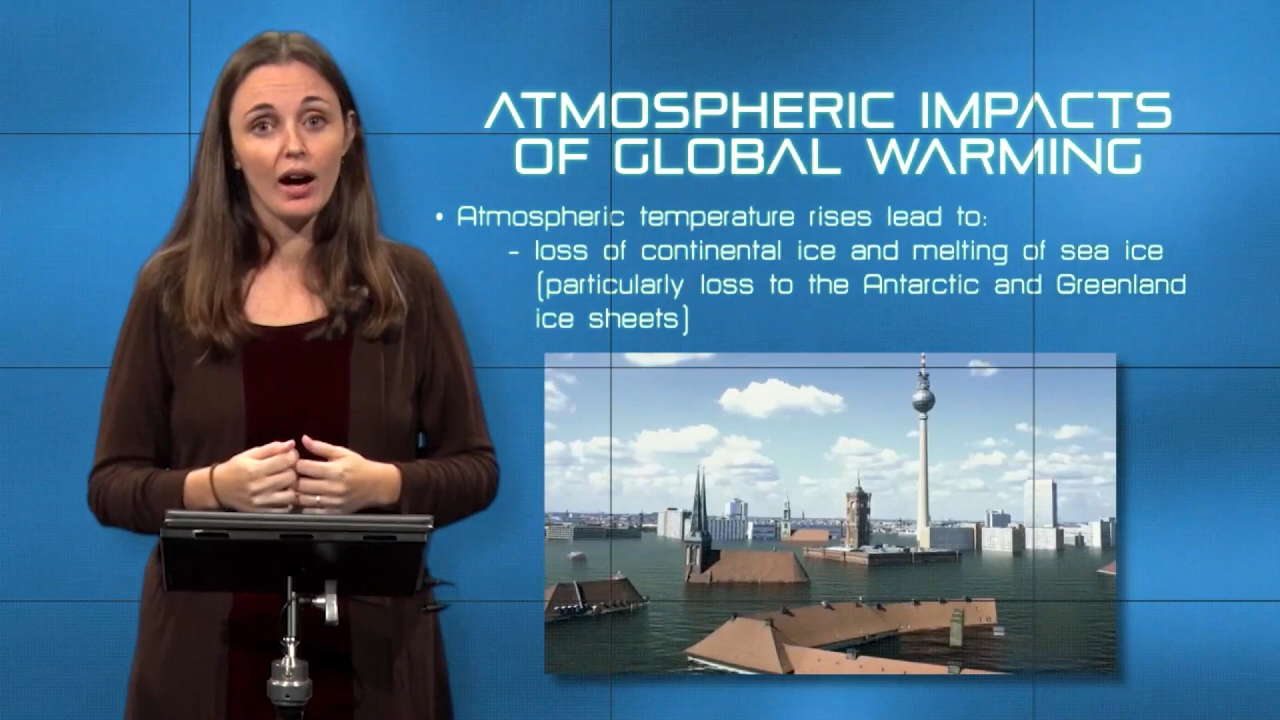 ATMOSPHERIC IMPACTS
OF GLOBAL WARMING
• Atmospheric temperature rises lead to:
- loss of continental ice and melting of sea ice
(particularly loss to the Antarctic and Greenland
ice sheets)